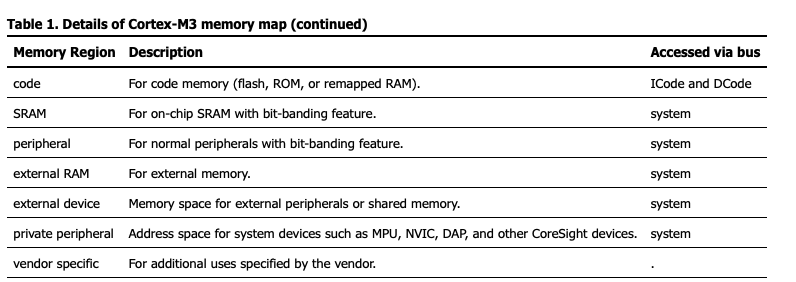 Table 1. Details of Cortex-M3 memory map (continued)
Memory Region Description Accessed via bus
code For code memory (flash, ROM, or remapped RAM). ICode and DCode
SRAM For on-chip SRAM with bit-banding feature. system
peripheral For normal peripherals with bit-banding feature. system
external RAM For external memory. system
external device Memory space for external peripherals or shared memory. system
private peripheral Address space for system devices such as MPU, NVIC, DAP, and other CoreSight devices. system
vendor specific For additional uses specified by the vendor. .